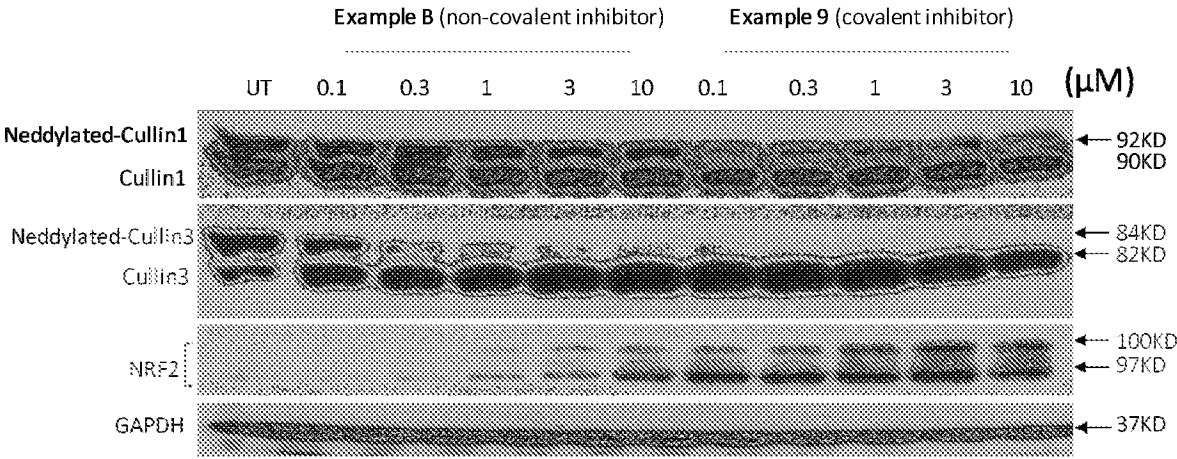 Example B (non-covalent inhibitor) Example 9 (covalent inhibitor)
UT 0.1 0.3 1 3 10 0.1 0.3 1 3 10 (μM)
Neddylated-Cullin1 92KD
90KD
Cullin1
Neddylated-Cullin3 84KD
82KD
Cullin3
100KD
NRF2 97KD
GAPDH 37KD